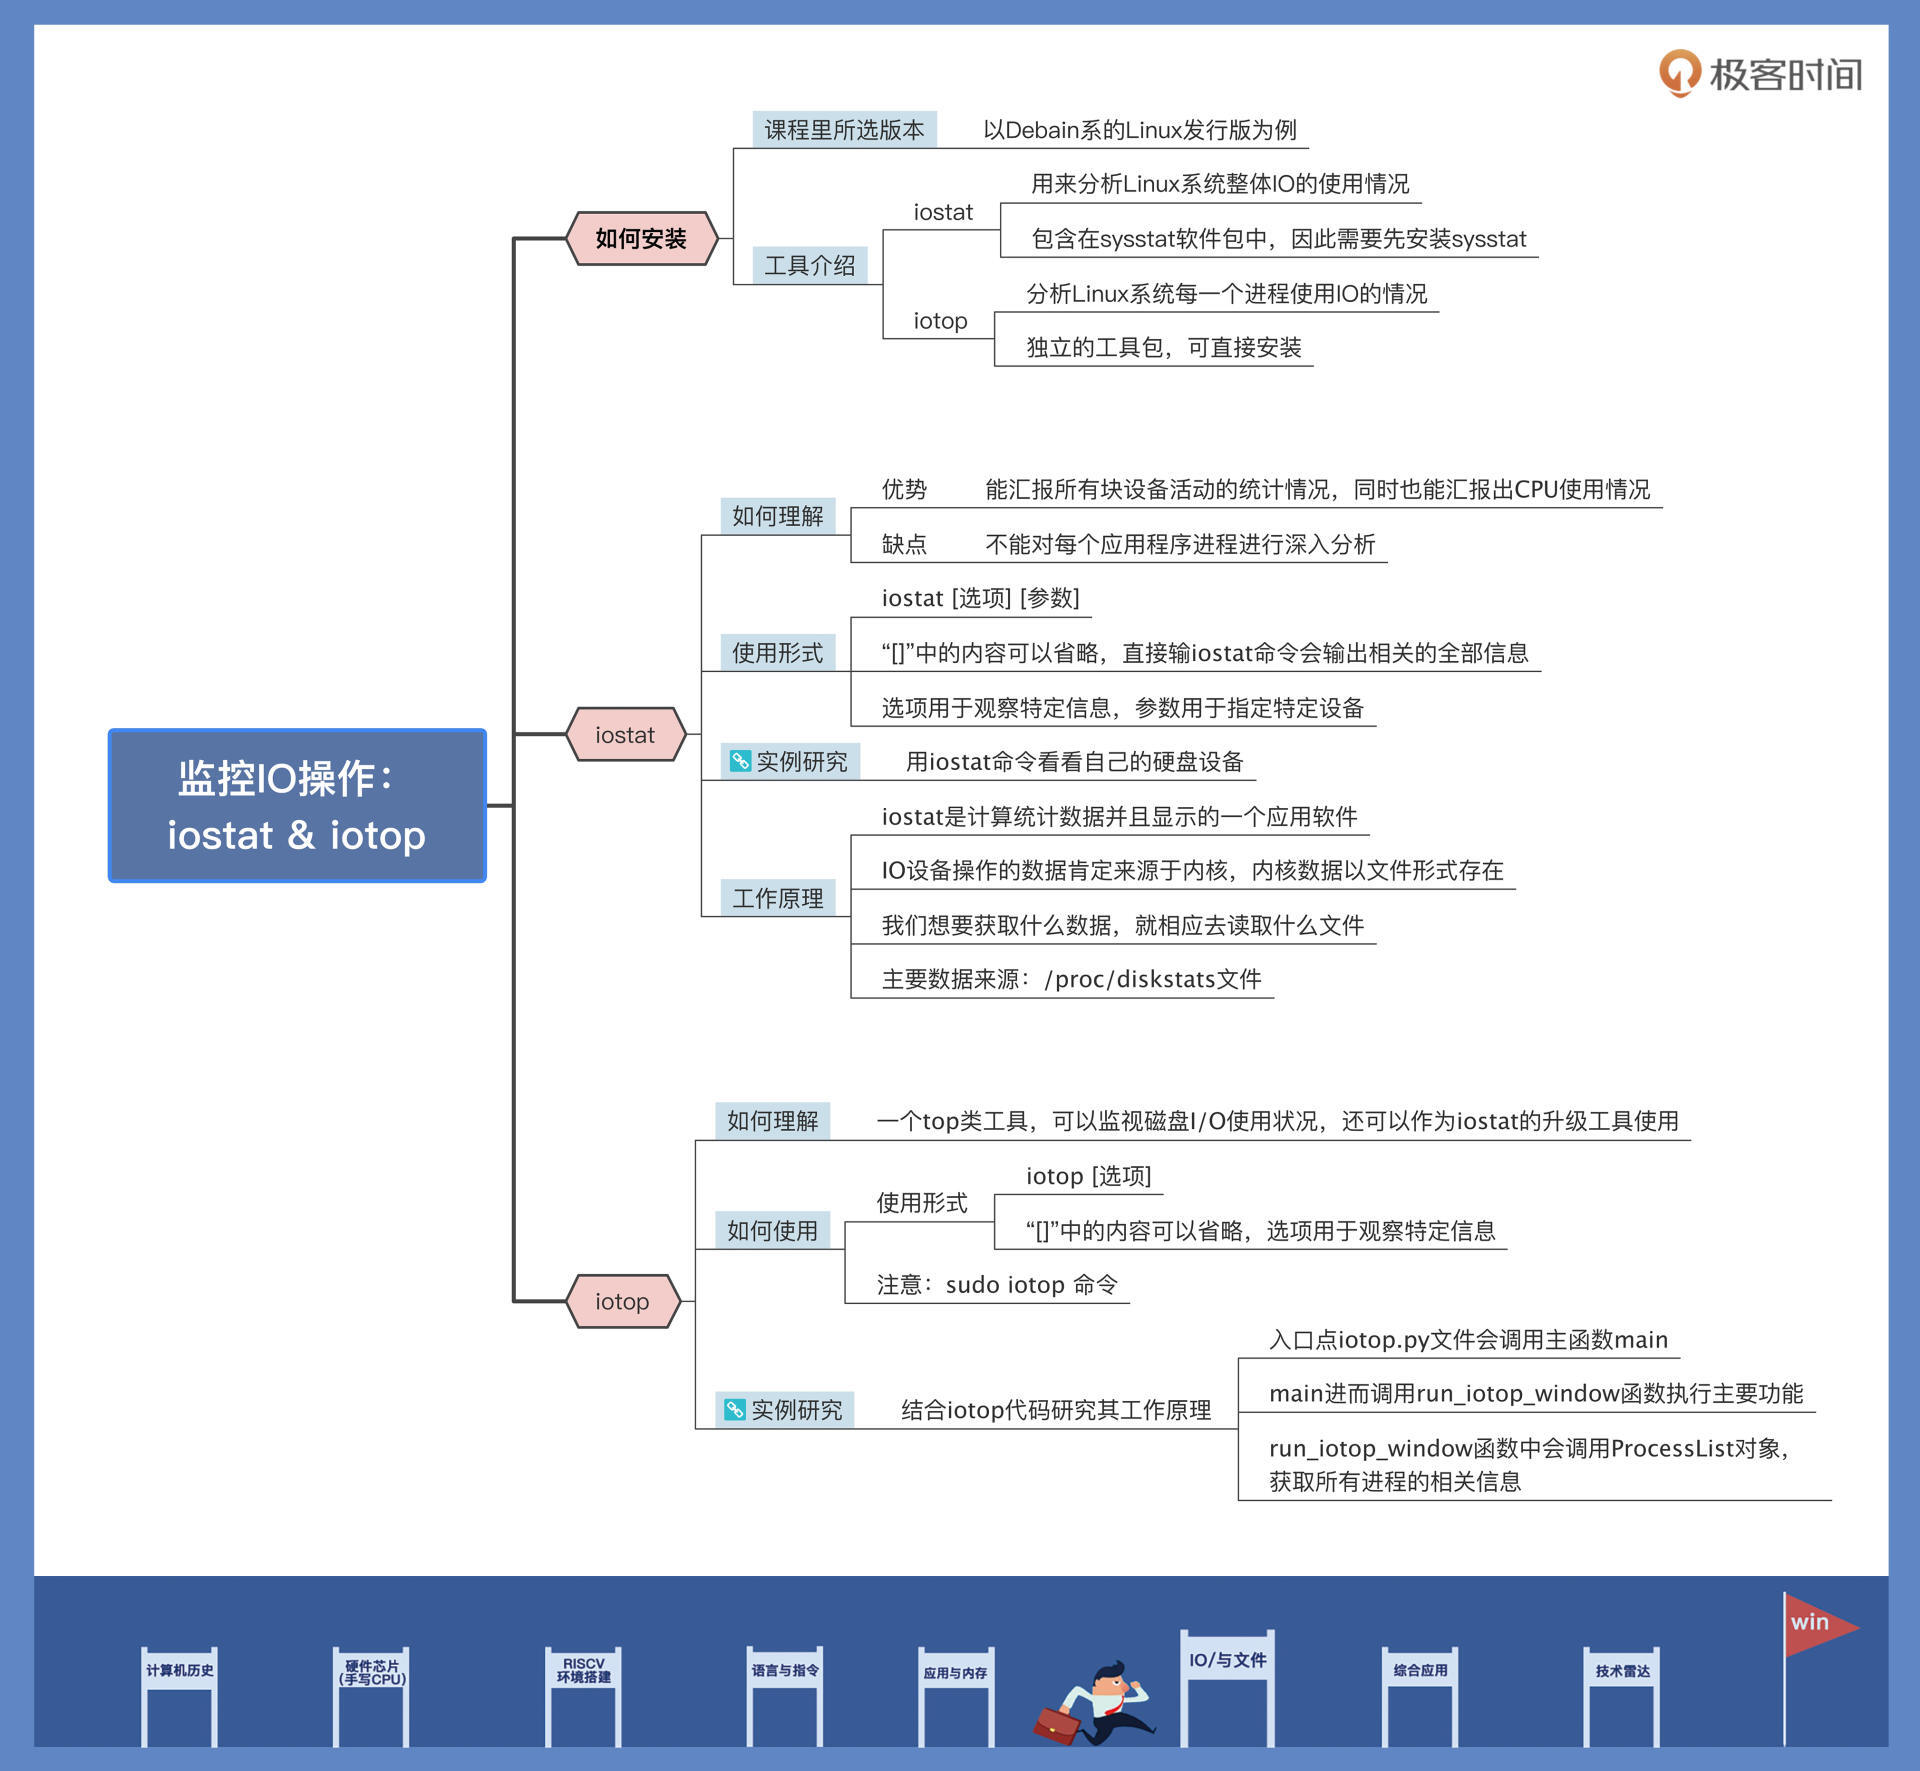 极客时间
监控IO操作：
iostat & iotop
如何安装
课程里所选版本
以Debain系的Linux发行版为例
工具介绍
iostat
用来分析Linux系统整体IO的使用情况
包含在sysstat软件包中，因此需要先安装sysstat
iotop
分析Linux系统每一个进程使用IO的情况
独立的工具包，可直接安装
iostat
如何理解
优势
能汇报所有块设备活动的统计情况，同时也能汇报出CPU使用情况
缺点
不能对每个应用程序进程进行深入分析
使用形式
iostat [选项] [参数]
“[]”中的内容可以省略，直接输iostat命令会输出相关的全部信息
选项用于观察特定信息，参数用于指定特定设备
实例研究
用iostat命令看看自己的硬盘设备
工作原理
iostat是计算统计数据并且显示的一个应用软件
IO设备操作的数据肯定来源于内核，内核数据以文件形式存在
我们想要获取什么数据，就相应去读取什么文件
主要数据来源：/proc/diskstats文件
iotop
如何理解
一个top类工具，可以监视磁盘I/O使用状况，还可以作为iostat的升级工具使用
如何使用
使用形式
iotop [选项]
“[]”中的内容可以省略，选项用于观察特定信息
注意：sudo iotop 命令
实例研究
结合iotop代码研究其工作原理
入口点iotop.py文件会调用主函数main
main进而调用run_iotop_window函数执行主要功能
run_iotop_window函数中会调用ProcessList对象，
获取所有进程的相关信息
计算机历史
硬件芯片
(手写CPU)
RISCV
环境搭建
语言与指令
应用与内存
IO/与文件
综合应用
技术雷达
win